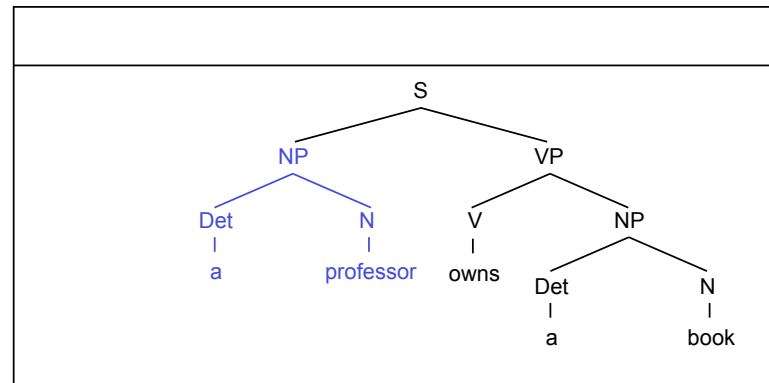 S
NP VP
Det N V NP
a professor owns
Det N
a book